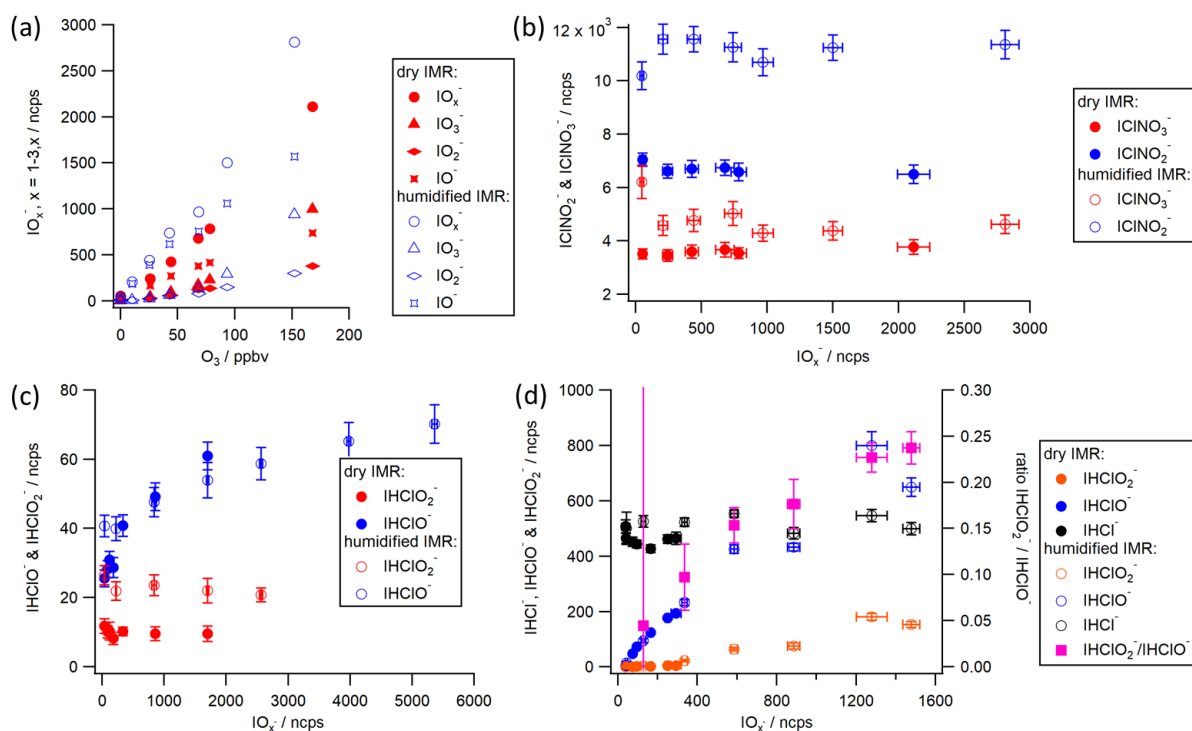 (a)
3000
2500
2000
1500
1000
500
0
IOₓ⁻, x = 1-3,x / ncps
0
50
100
150
200
O₃ / ppbv
dry IMR:
IOₓ⁻
IO₃⁻
IO₂⁻
IO⁻
humidified IMR:
IOₓ⁻
IO₃⁻
IO₂⁻
IO⁻
(b)
12 x 10³
10
8
6
4
2
IClNO₂⁻ & IClNO₃⁻ / ncps
0
500
1000
1500
2000
2500
3000
IOₓ⁻ / ncps
dry IMR:
IClNO₃⁻
IClNO₂⁻
humidified IMR:
IClNO₃⁻
IClNO₂⁻
(c)
80
60
40
20
0
IHClO⁻ & IHClO₂⁻ / ncps
0
1000
2000
3000
4000
5000
6000
IOₓ⁻ / ncps
dry IMR:
IHClO₂⁻
IHClO⁻
humidified IMR:
IHClO₂⁻
IHClO⁻
(d)
1000
800
600
400
200
0
IHCl⁻, IHClO⁻ & IHClO₂⁻ / ncps
0
400
800
1200
1600
IOₓ⁻ / ncps
0.30
0.25
0.20
0.15
0.10
0.05
0.00
ratio IHClO₂⁻ / IHClO⁻
dry IMR:
IHClO₂⁻
IHClO⁻
IHCl⁻
humidified IMR:
IHClO₂⁻
IHClO⁻
IHCl⁻
IHClO₂⁻/IHClO⁻